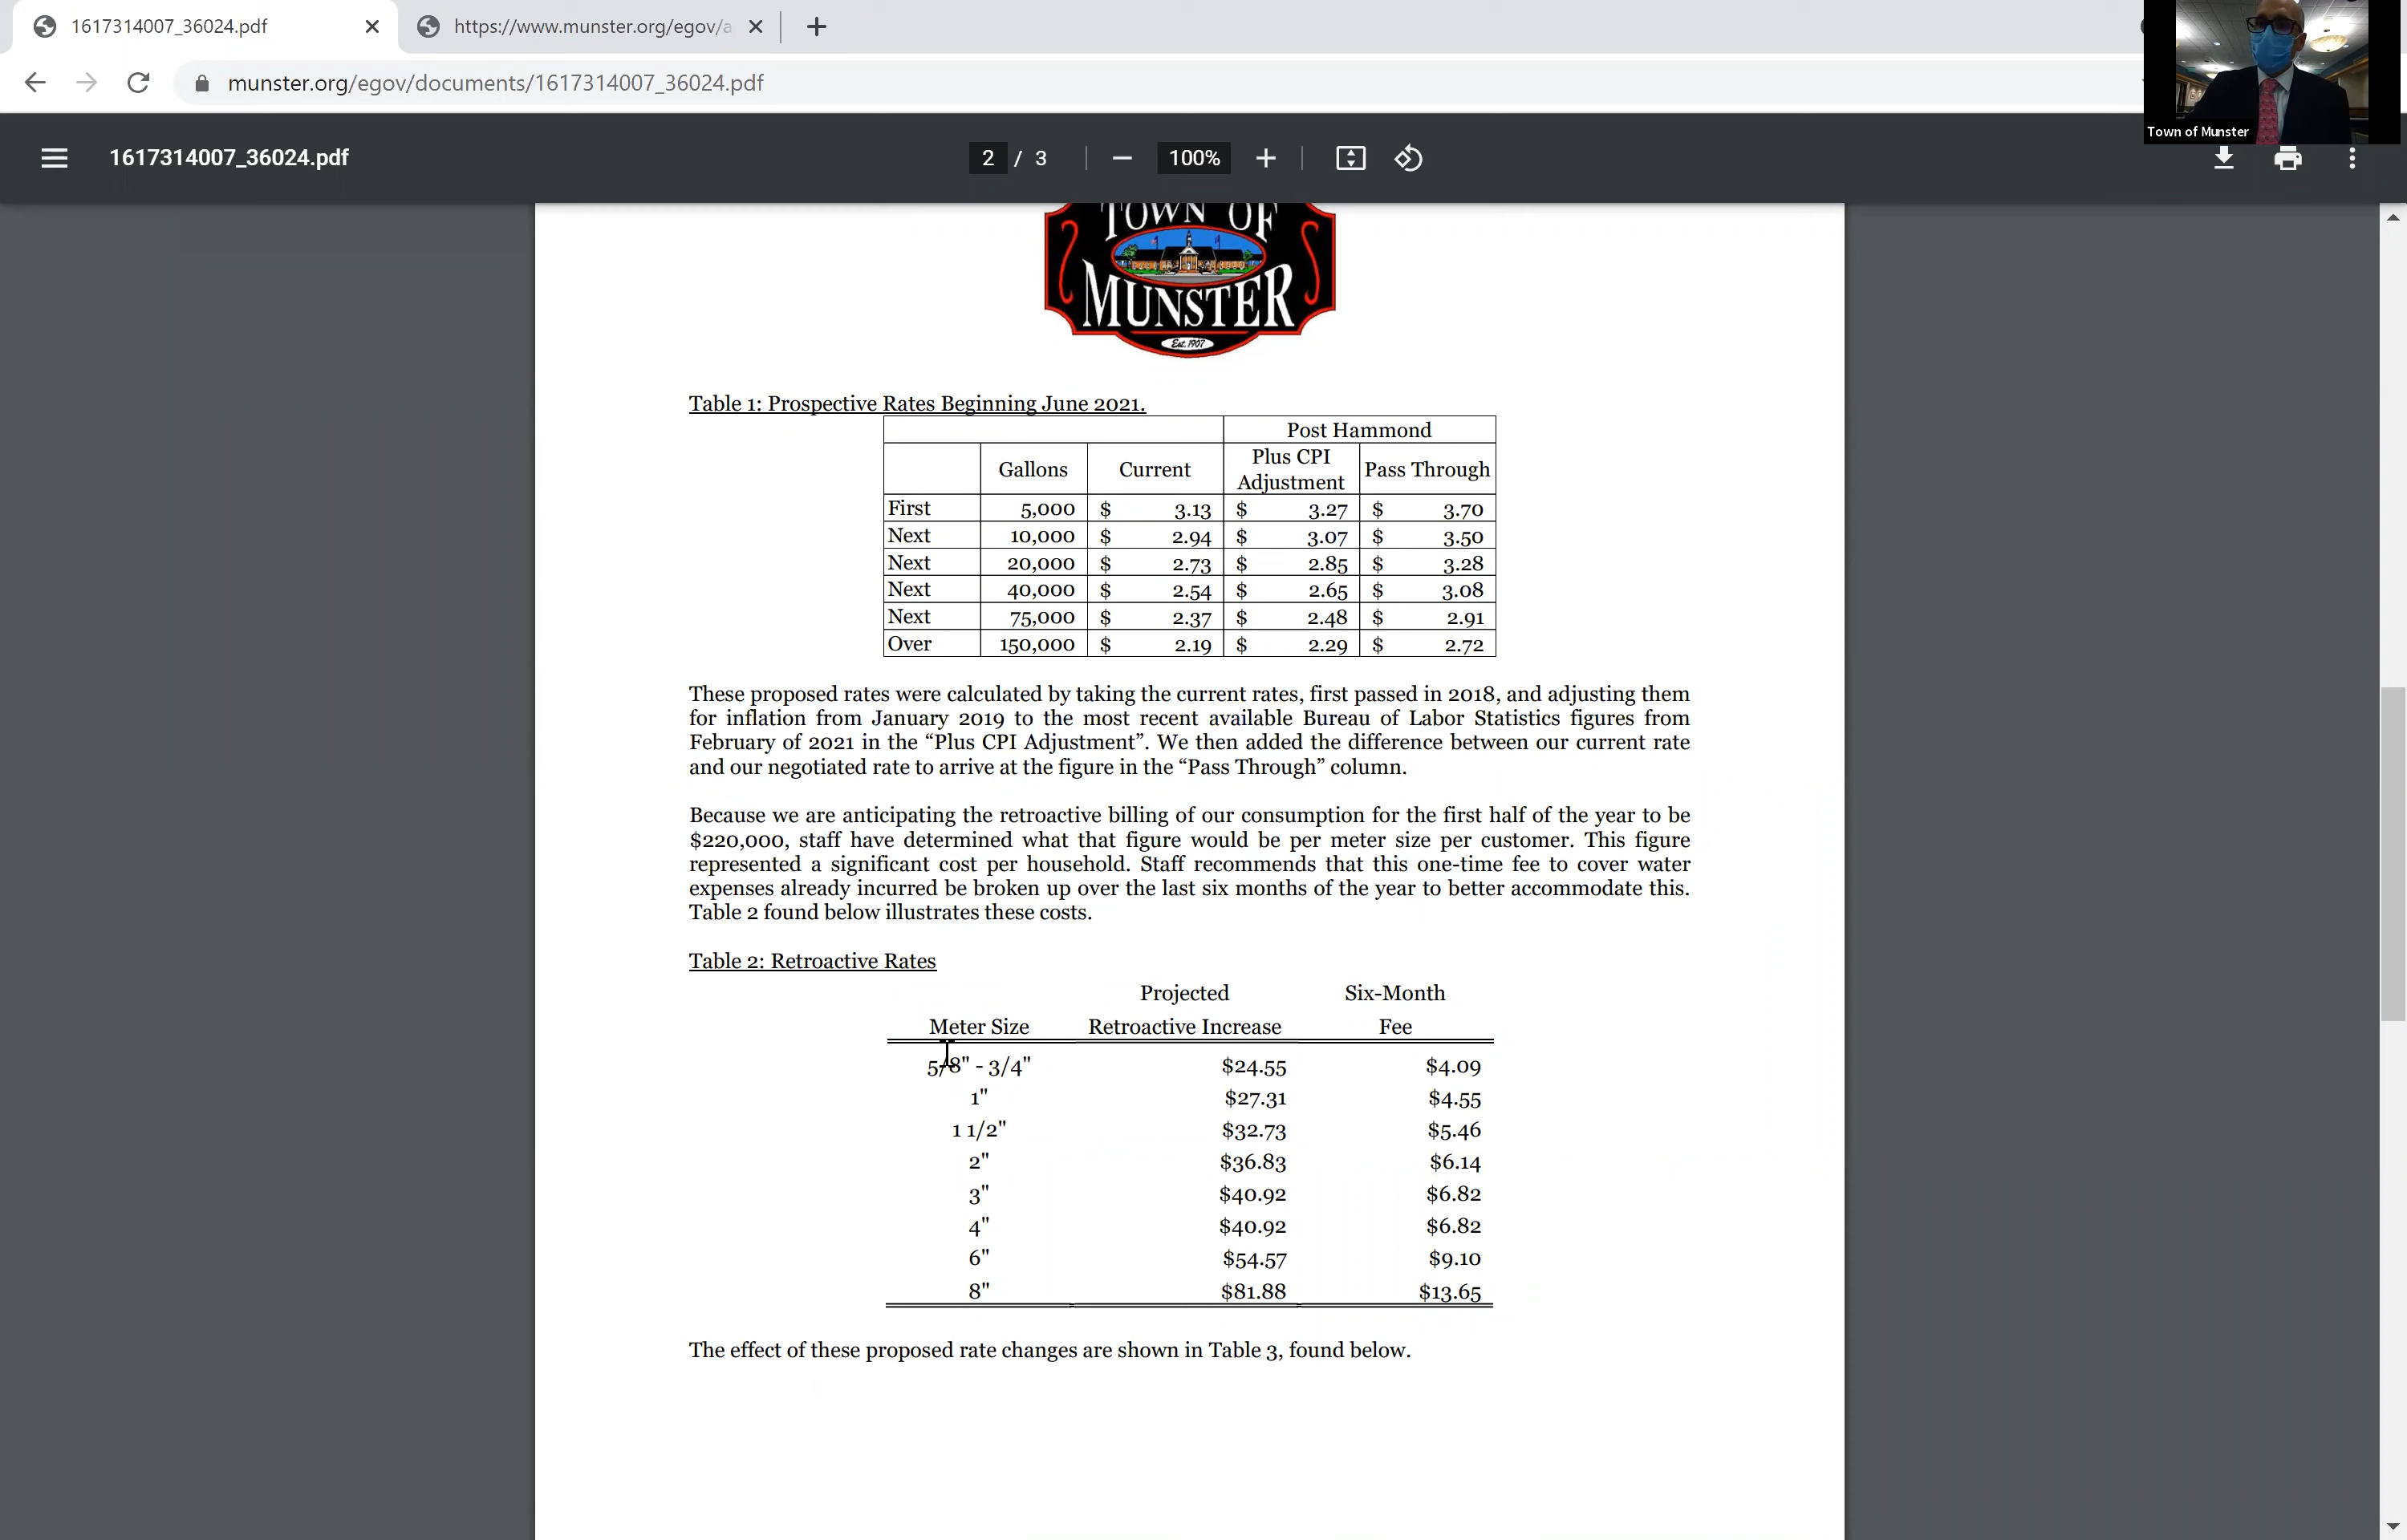 1617314007_36024.pdf
https://www.munster.org/egov/a
munster.org/egov/documents/1617314007_36024.pdf
Town of Munster
1617314007_36024.pdf
2 / 3
100%
TOWN OF
MUNSTER
Est. 1907
Table 1: Prospective Rates Beginning June 2021.
Post Hammond
Gallons Current Plus CPI Adjustment Pass Through
First 5,000 $ 3.13 $ 3.27 $ 3.70
Next 10,000 $ 2.94 $ 3.07 $ 3.50
Next 20,000 $ 2.73 $ 2.85 $ 3.28
Next 40,000 $ 2.54 $ 2.65 $ 3.08
Next 75,000 $ 2.37 $ 2.48 $ 2.91
Over 150,000 $ 2.19 $ 2.29 $ 2.72
These proposed rates were calculated by taking the current rates, first passed in 2018, and adjusting them
for inflation from January 2019 to the most recent available Bureau of Labor Statistics figures from
February of 2021 in the “Plus CPI Adjustment”. We then added the difference between our current rate
and our negotiated rate to arrive at the figure in the “Pass Through” column.
Because we are anticipating the retroactive billing of our consumption for the first half of the year to be
$220,000, staff have determined what that figure would be per meter size per customer. This figure
represented a significant cost per household. Staff recommends that this one-time fee to cover water
expenses already incurred be broken up over the last six months of the year to better accommodate this.
Table 2 found below illustrates these costs.
Table 2: Retroactive Rates
Projected Six-Month
Meter Size Retroactive Increase Fee
5/8" - 3/4" $24.55 $4.09
1" $27.31 $4.55
1 1/2" $32.73 $5.46
2" $36.83 $6.14
3" $40.92 $6.82
4" $40.92 $6.82
6" $54.57 $9.10
8" $81.88 $13.65
The effect of these proposed rate changes are shown in Table 3, found below.